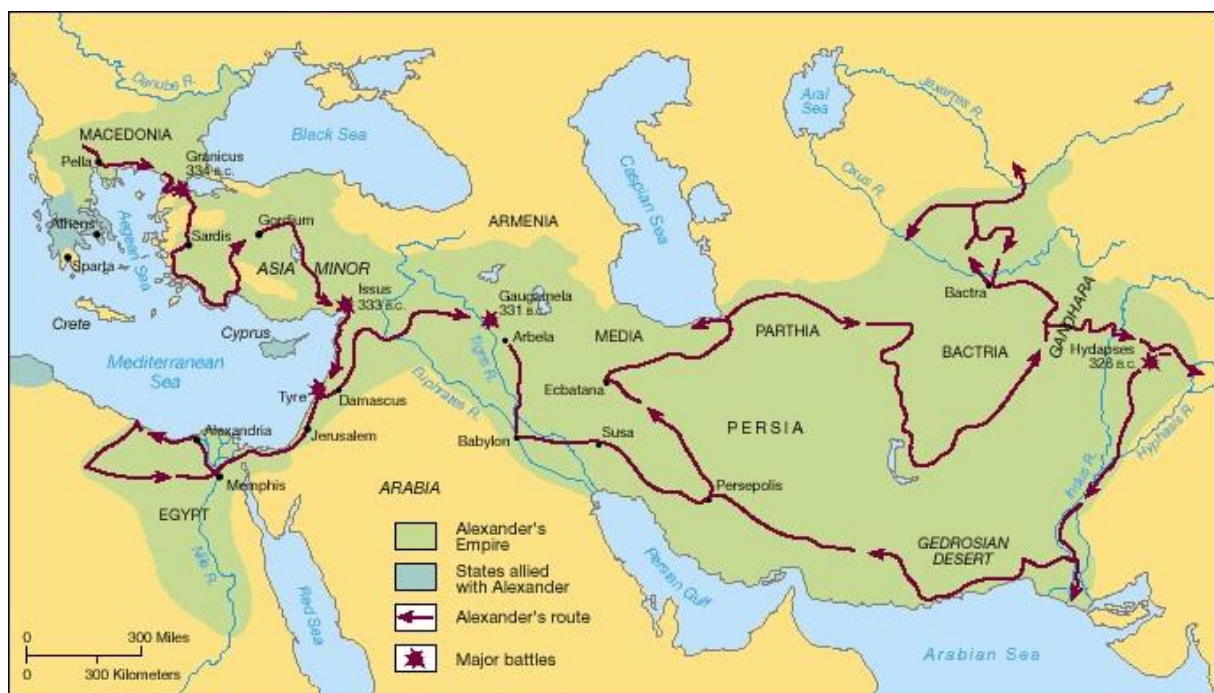 Danube R.
MACEDONIA
Pella
Granicus
334 B.C.
Black Sea
Aral
Sea
Jaxartes R.
Oxus R.
Caspian Sea
ARMENIA
Athens
Aegean Sea
Sardis
Gordium
Sparta
ASIA MINOR
Issus
333 B.C.
Crete
Cyprus
Mediterranean
Sea
Gaugamela
331 B.C.
Arbela
Tigris R.
MEDIA
PARTHIA
Bactra
BACTRIA
GANDHARA
Hydapses
326 B.C.
Tyre
Damascus
Euphrates R.
Ecbatana
Alexandria
Jerusalem
Babylon
Susa
PERSIA
Indus R.
Hyphasis R.
Memphis
ARABIA
Persepolis
EGYPT
Nile R.
Red Sea
Persian Gulf
GEDROSIAN
DESERT
Arabian Sea
Alexander's
Empire
States allied
with Alexander
Alexander's route
Major battles
0 300 Miles
0 300 Kilometers